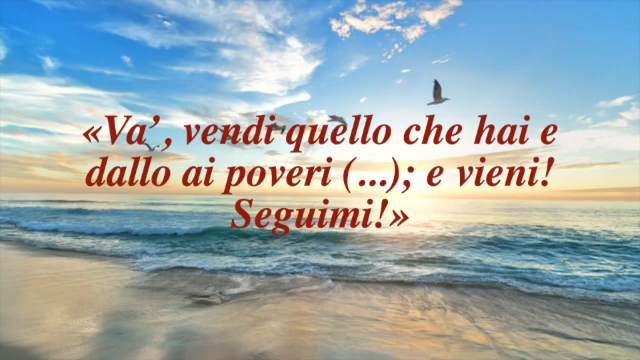 «Va’, vendi quello che hai e
dallo ai poveri (...); e vieni!
Seguimi!»